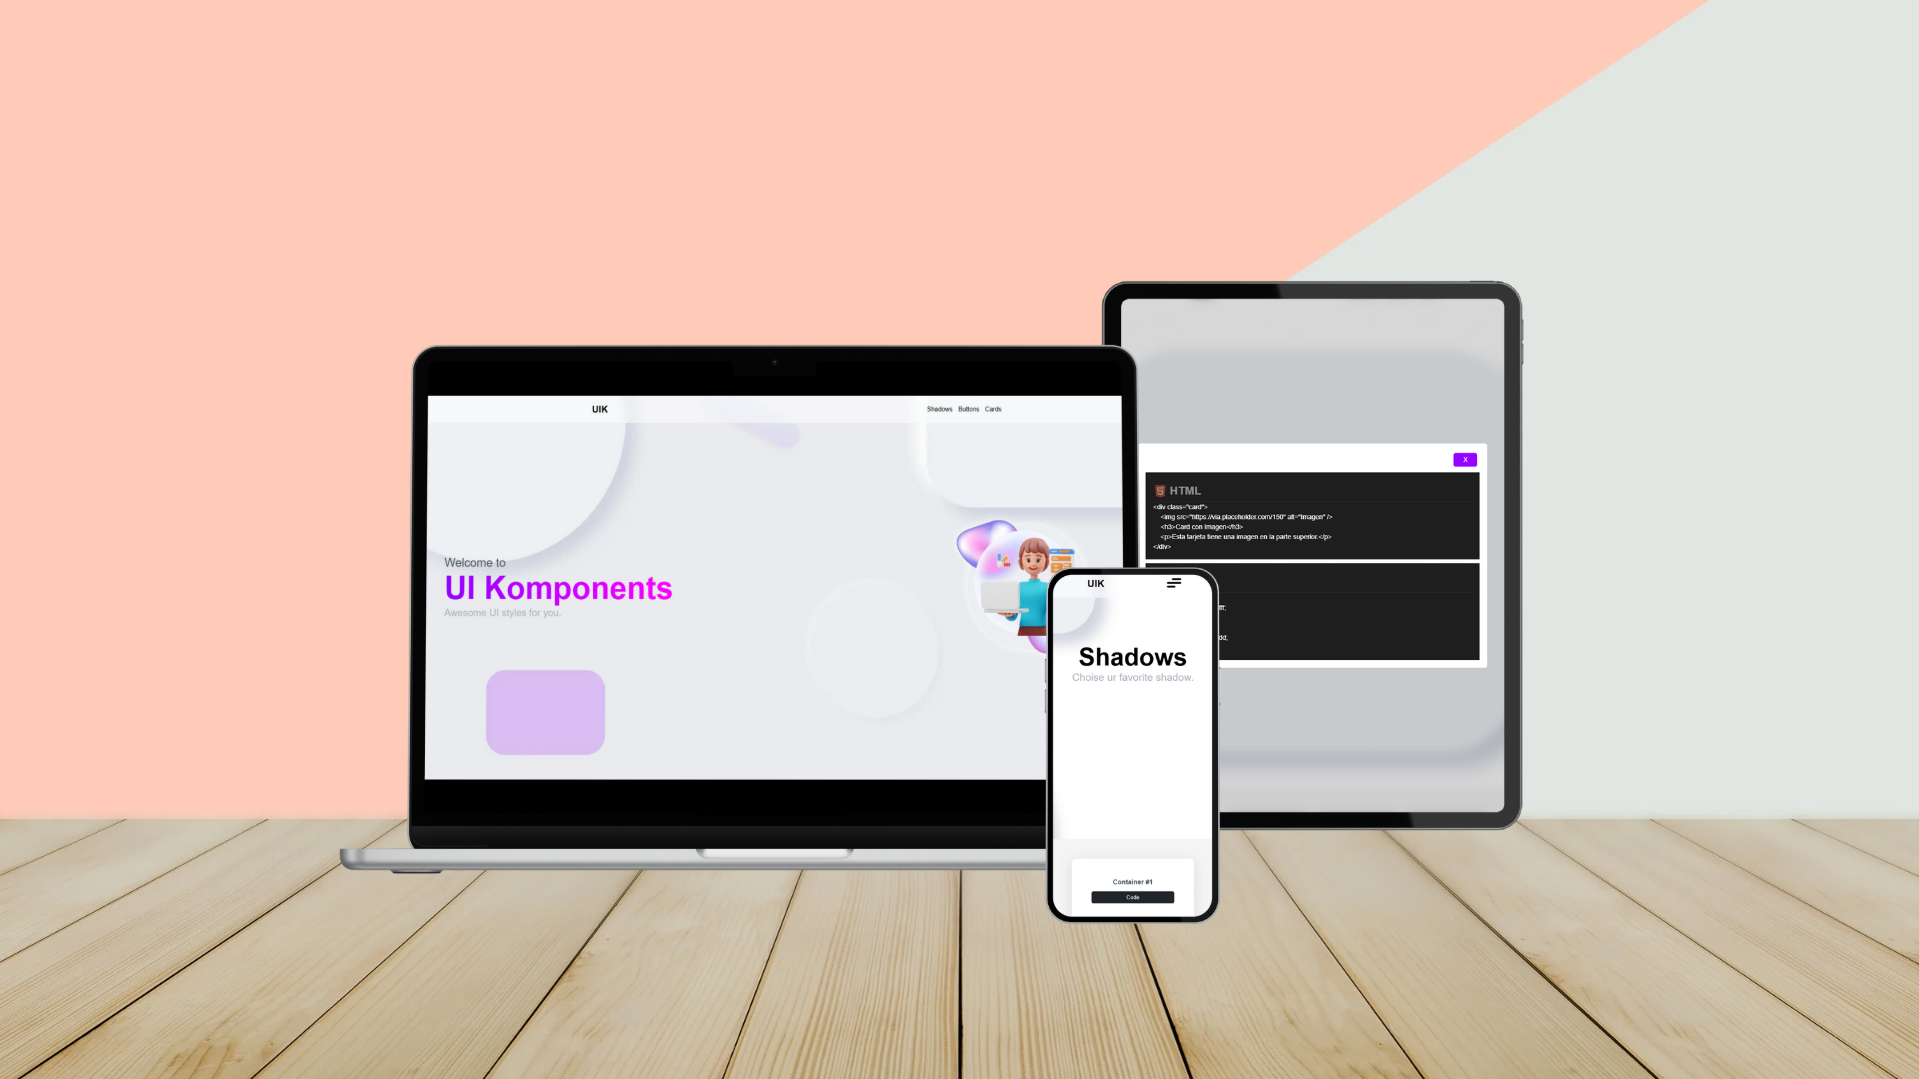 UIK
Shadows Buttons Cards
Welcome to
UI Komponents
Awesome UI styles for you.
UIK
Shadows
Choise ur favorite shadow.
Container #1
Code
X
HTML
<div class="card">
<img src="https://via.placeholder.com/150" alt="Imagen" />
<h3>Card con Imagen</h3>
<p>Esta tarjeta tiene una imagen en la parte superior.</p>
</div>